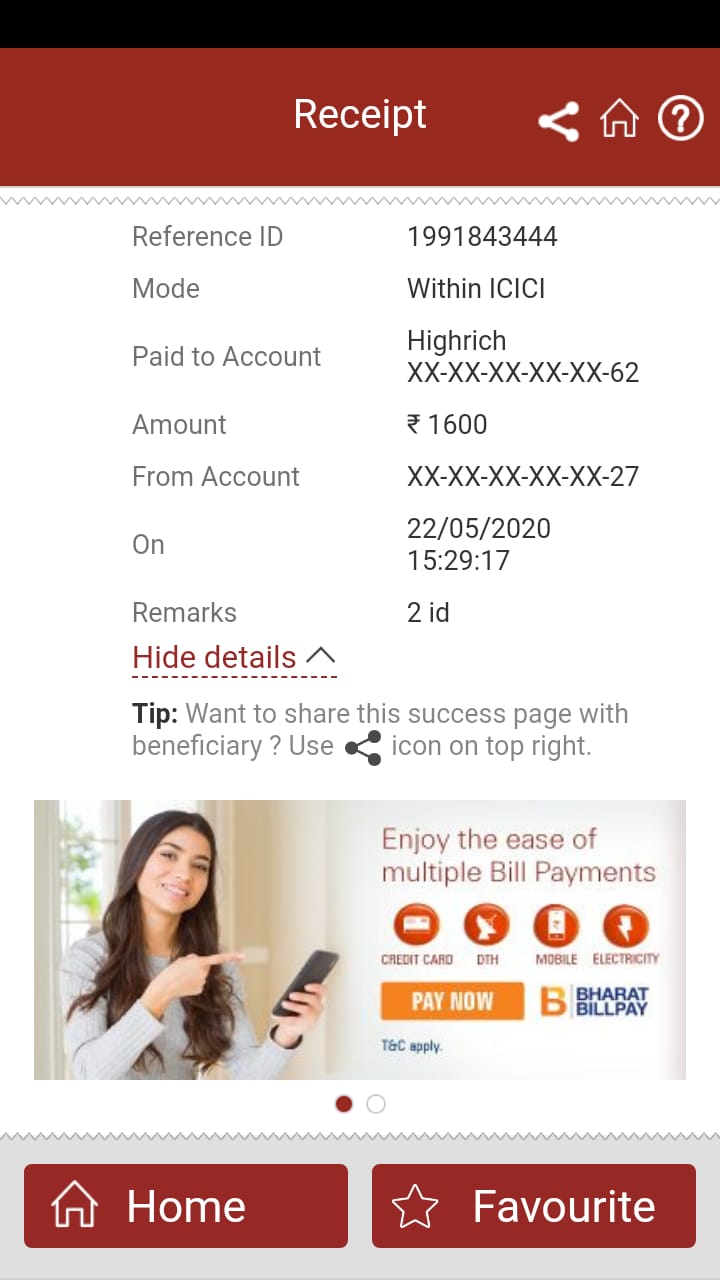 Receipt
Reference ID 1991843444
Mode Within ICICI
Paid to Account Highrich
XX-XX-XX-XX-XX-62
Amount ₹ 1600
From Account XX-XX-XX-XX-XX-27
On 22/05/2020
15:29:17
Remarks 2 id
Hide details
Tip: Want to share this success page with
beneficiary ? Use icon on top right.
Enjoy the ease of
multiple Bill Payments
CREDIT CARD DTH MOBILE ELECTRICITY
PAY NOW B BHARAT
BILLPAY
T&C apply.
Home Favourite